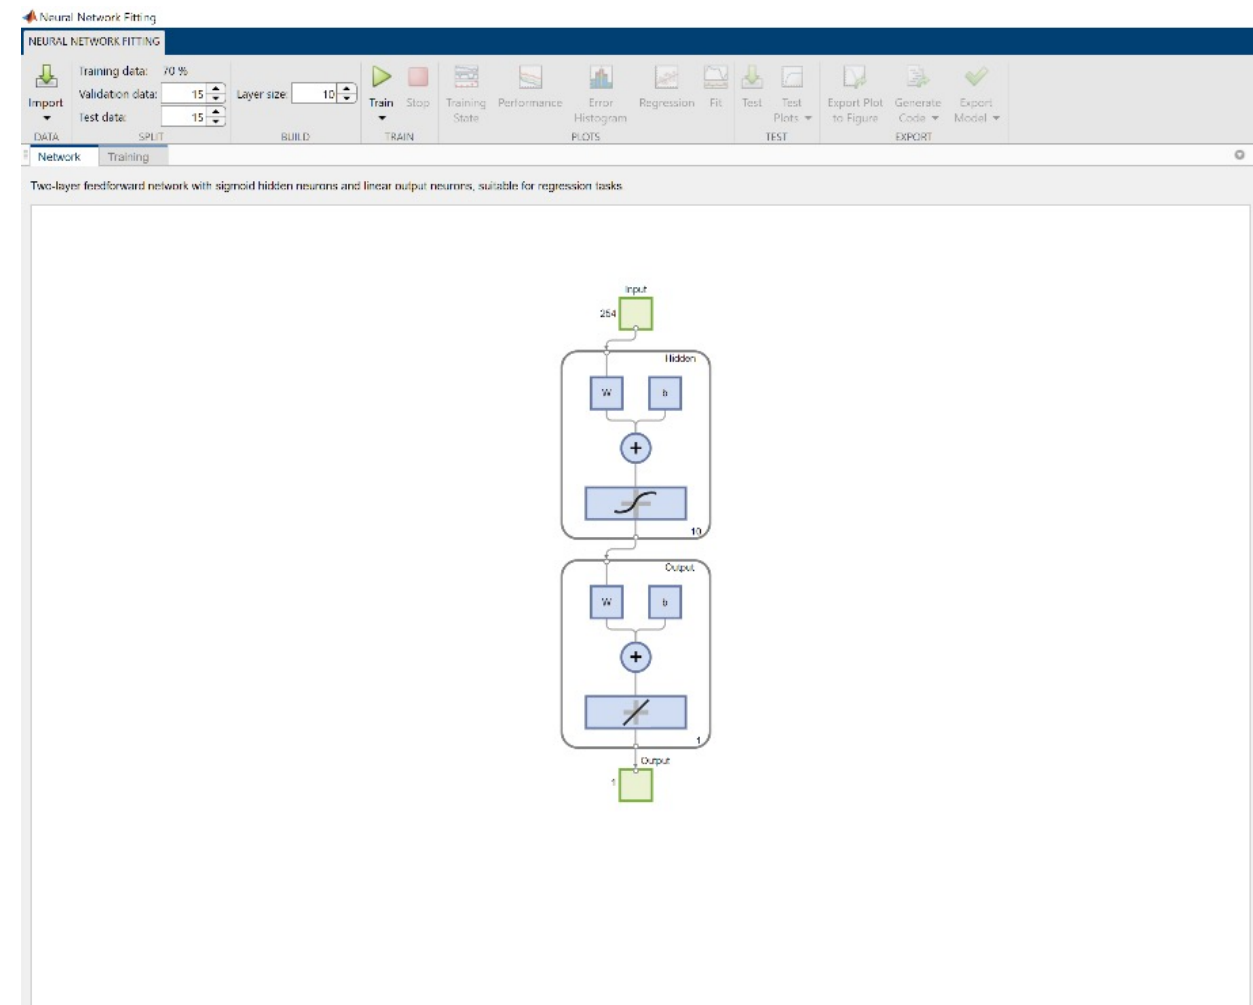 Neural Network Fitting
NEURAL NETWORK FITTING
Import
DATA
Training data: 70 %
Validation data: 15
Test data: 15
SPLIT
Layer size: 10
BUILD
Train Stop
TRAIN
Training State
Performance
Error Histogram
Regression
Fit
PLOTS
Test
Test Plots
TEST
Export Plot to Figure
Generate Code
Export Model
EXPORT
Network Training
Two-layer feedforward network with sigmoid hidden neurons and linear output neurons, suitable for regression tasks.
Input
254
Hidden
W b
+
10
Output
W b
+
1
Output
1